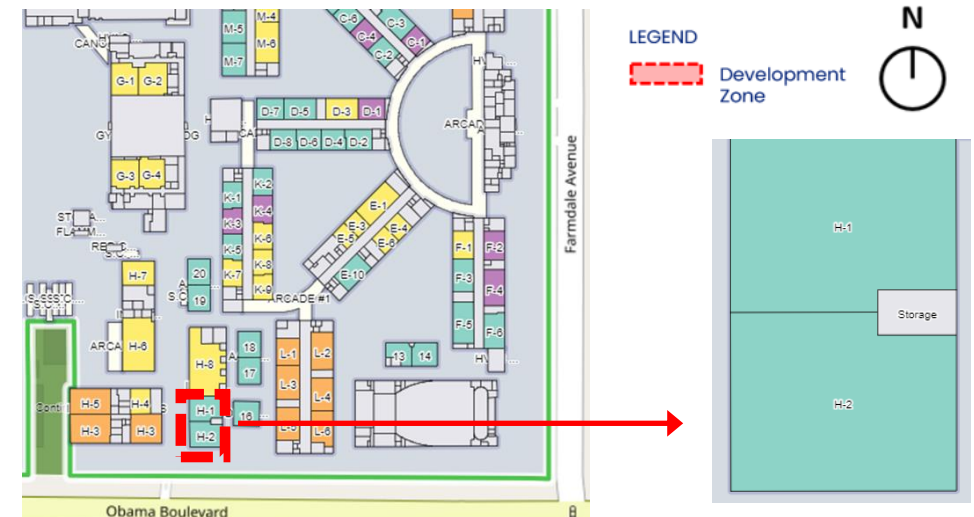 N
LEGEND
Development
Zone
M-5
M-4
M-6
M-7
C-6
C-3
C-4
C-1
C-2
G-1
G-2
D-7
D-5
D-3
D-1
D-8
D-6
D-4
D-2
G-3
G-4
K-1
K-2
K-3
K-4
K-5
K-6
K-7
K-8
K-9
E-1
E-3
E-4
E-5
E-6
E-10
F-1
F-2
F-3
F-4
F-5
F-6
Farmdale Avenue
H-7
20
19
ARCADE #1
H-6
H-8
18
17
L-1
L-2
L-3
L-4
L-6
13
14
H-5
H-4
H-3
H-3
H-1
H-2
16
Obama Boulevard
H-1
Storage
H-2